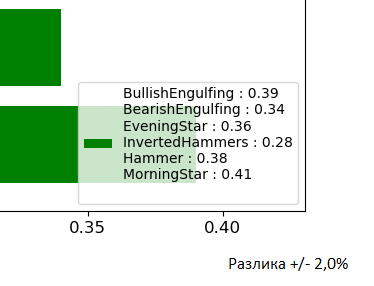 BullishEngulfing : 0.39
BearishEngulfing : 0.34
EveningStar : 0.36
InvertedHammers : 0.28
Hammer : 0.38
MorningStar : 0.41
0.35 0.40
Разлика +/- 2,0%